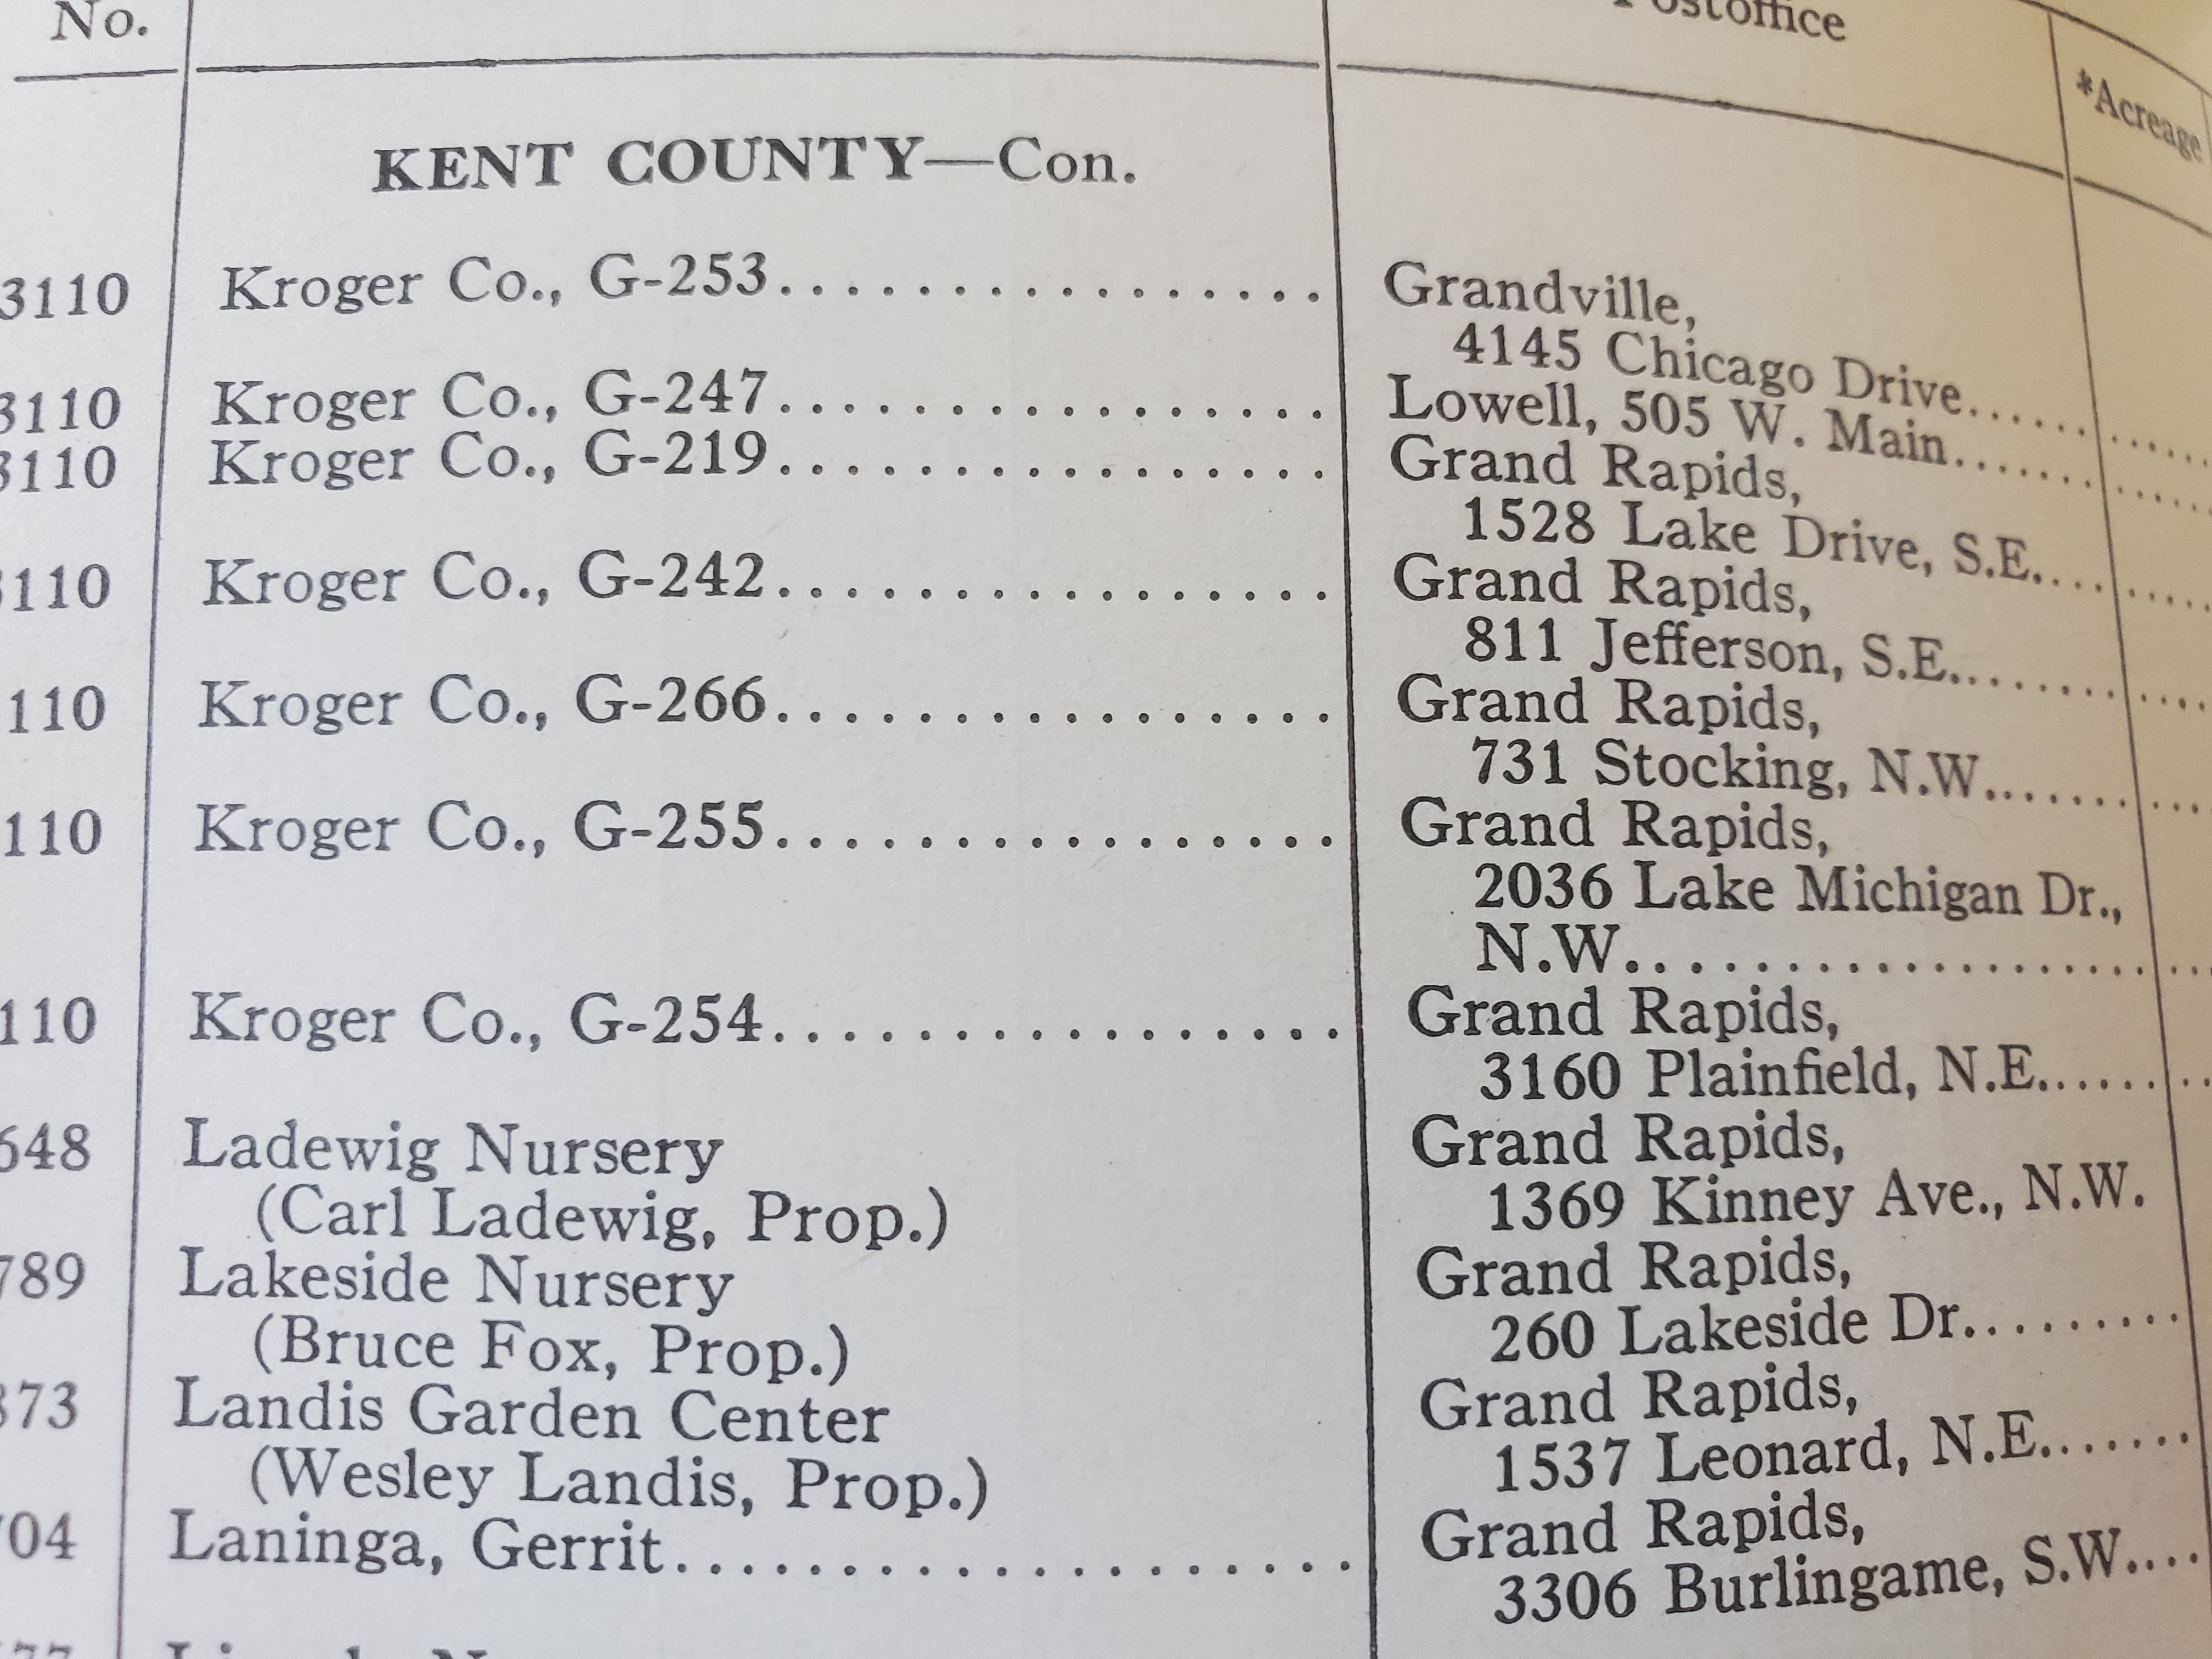 No.
Postoffice
*Acreage
KENT COUNTY—Con.
3110 Kroger Co., G-253................. Grandville,
4145 Chicago Drive......
3110 Kroger Co., G-247................. Lowell, 505 W. Main......
3110 Kroger Co., G-219................. Grand Rapids,
1528 Lake Drive, S.E....
110 Kroger Co., G-242................. Grand Rapids,
811 Jefferson, S.E........
110 Kroger Co., G-266................. Grand Rapids,
731 Stocking, N.W.......
110 Kroger Co., G-255................. Grand Rapids,
2036 Lake Michigan Dr.,
N.W....................
110 Kroger Co., G-254................. Grand Rapids,
3160 Plainfield, N.E......
648 Ladewig Nursery Grand Rapids,
(Carl Ladewig, Prop.) 1369 Kinney Ave., N.W.
789 Lakeside Nursery Grand Rapids,
(Bruce Fox, Prop.) 260 Lakeside Dr.........
373 Landis Garden Center Grand Rapids,
(Wesley Landis, Prop.) 1537 Leonard, N.E.......
704 Laninga, Gerrit.................... Grand Rapids,
3306 Burlingame, S.W....